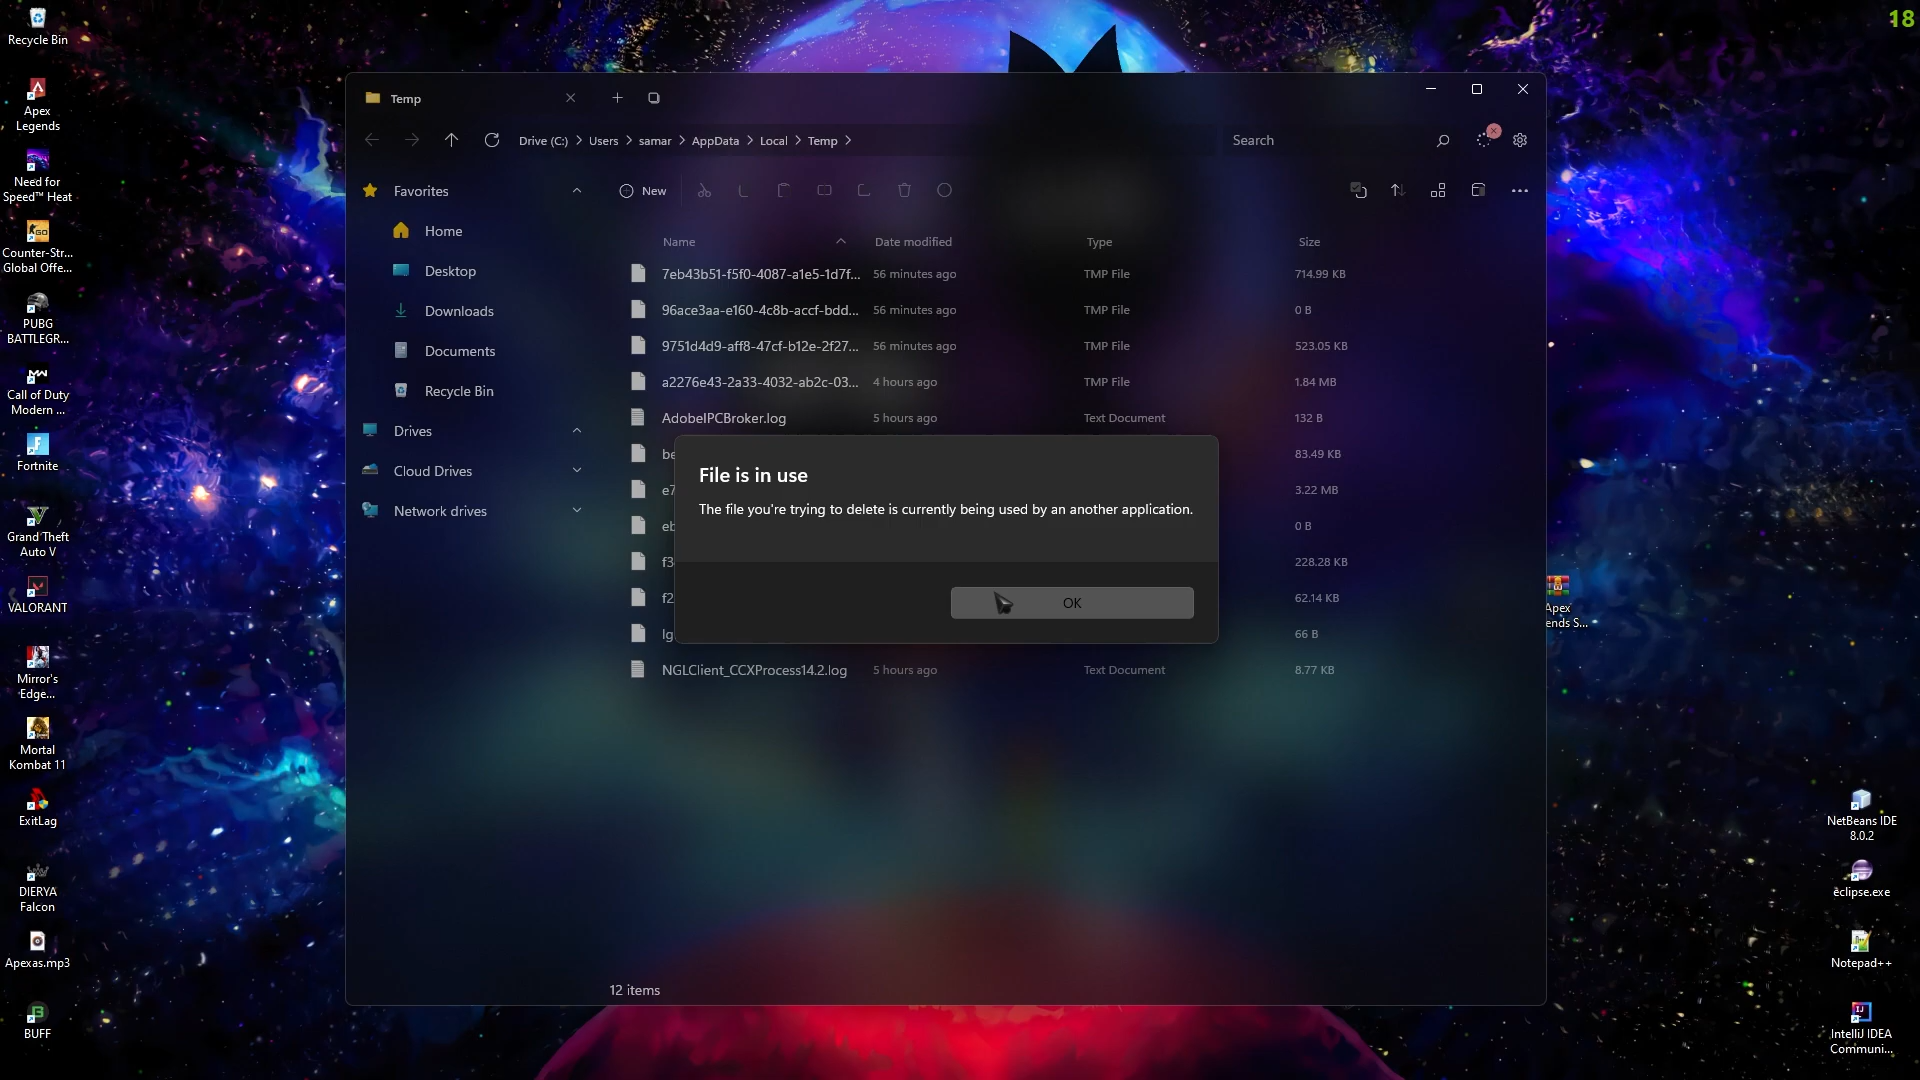 18
Recycle Bin
Apex
Legends
Need for
Speed™ Heat
Counter-Str...
Global Offe...
PUBG
BATTLEGR...
Call of Duty
Modern ...
Fortnite
Grand Theft
Auto V
VALORANT
Mirror's
Edge...
Mortal
Kombat 11
ExitLag
DIERYA
Falcon
Apexas.mp3
BUFF
Temp
Drive (C:) > Users > samar > AppData > Local > Temp >
Search
Favorites
Home
Desktop
Downloads
Documents
Recycle Bin
Drives
Cloud Drives
Network drives
New
Name Date modified Type Size
7eb43b51-f5f0-4087-a1e5-1d7f... 56 minutes ago TMP File 714.99 KB
96ace3aa-e160-4c8b-accf-bdd... 56 minutes ago TMP File 0 B
9751d4d9-aff8-47cf-b12e-2f27... 56 minutes ago TMP File 523.05 KB
a2276e43-2a33-4032-ab2c-03... 4 hours ago TMP File 1.84 MB
AdobeIPCBroker.log 5 hours ago Text Document 132 B
be 83.49 KB
e7 3.22 MB
eb 0 B
f3 228.28 KB
f2 62.14 KB
lg 66 B
NGLClient_CCXProcess14.2.log 5 hours ago Text Document 8.77 KB
File is in use
The file you're trying to delete is currently being used by an another application.
OK
12 items
Apex
ends S...
NetBeans IDE
8.0.2
eclipse.exe
Notepad++
IntelliJ IDEA
Communi...